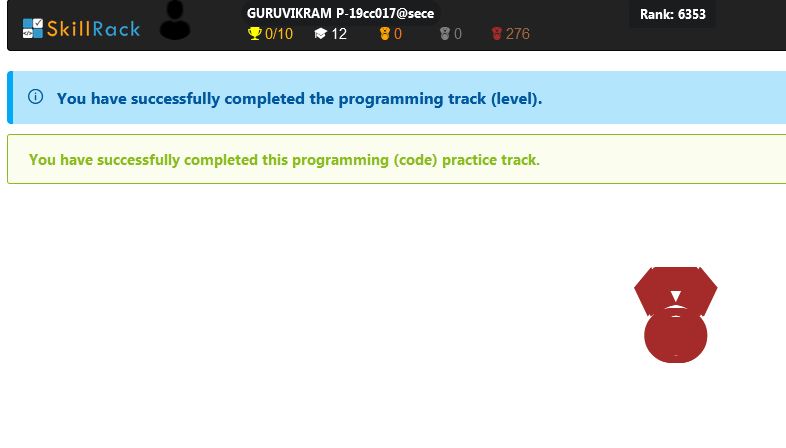 SkillRack
GURUVIKRAM P-19cc017@sece
0/10 12 0 0 276
Rank: 6353
You have successfully completed the programming track (level).
You have successfully completed this programming (code) practice track.